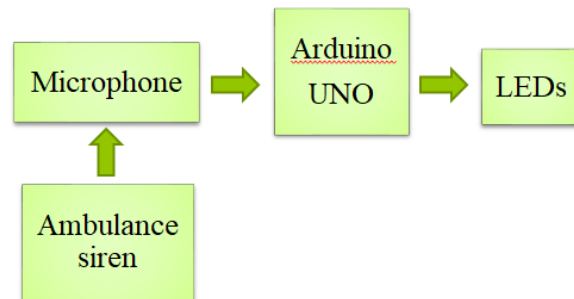 Microphone
Arduino
UNO
LEDs
Ambulance
siren